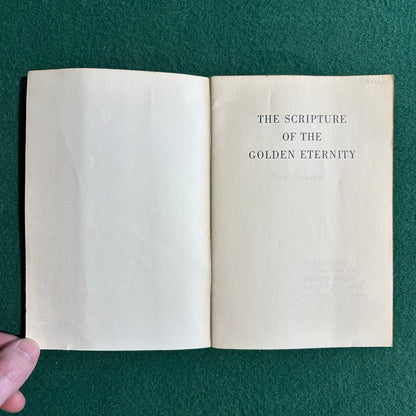 THE SCRIPTURE
OF THE
GOLDEN ETERNITY